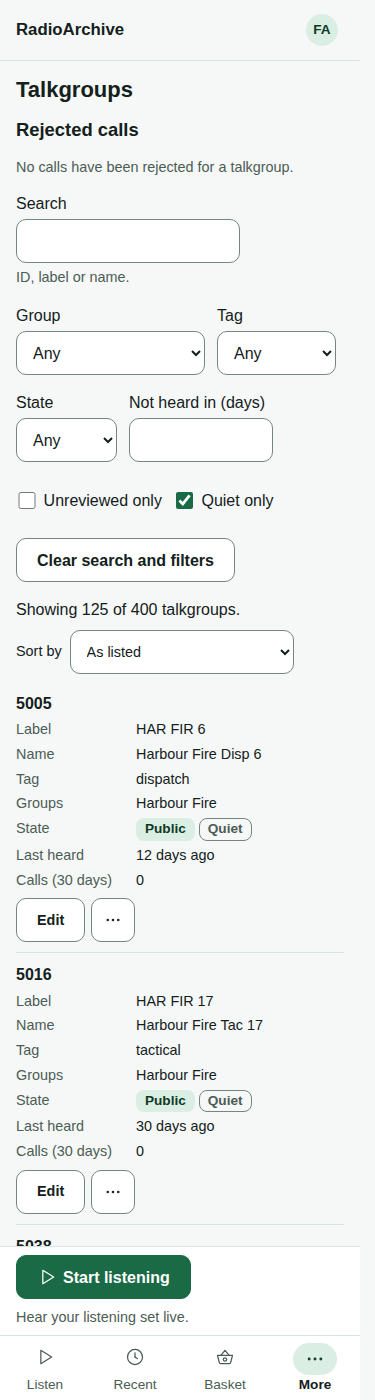 RadioArchive
FA
Talkgroups
Rejected calls
No calls have been rejected for a talkgroup.
Search
ID, label or name.
Group Tag
Any Any
State Not heard in (days)
Any
Unreviewed only Quiet only
Clear search and filters
Showing 125 of 400 talkgroups.
Sort by As listed
5005
Label HAR FIR 6
Name Harbour Fire Disp 6
Tag dispatch
Groups Harbour Fire
State Public Quiet
Last heard 12 days ago
Calls (30 days) 0
Edit ...
5016
Label HAR FIR 17
Name Harbour Fire Tac 17
Tag tactical
Groups Harbour Fire
State Public Quiet
Last heard 30 days ago
Calls (30 days) 0
Edit ...
Start listening
Hear your listening set live.
Listen Recent Basket More